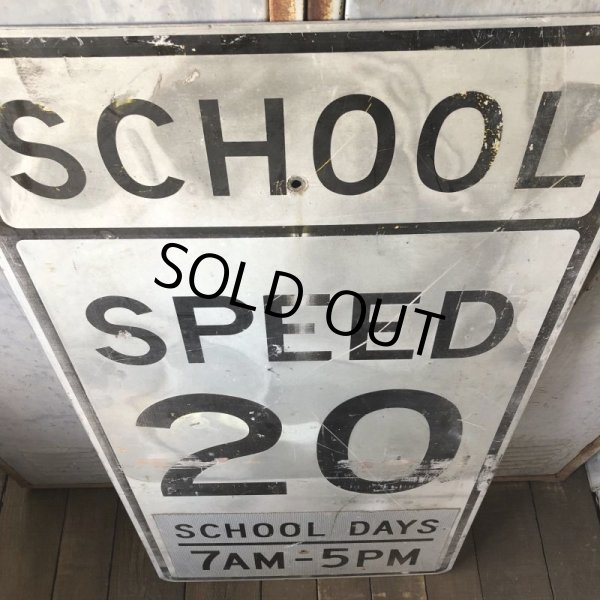 SCHOOL
SPEED
SOLD OUT
20
SCHOOL DAYS
7AM-5PM